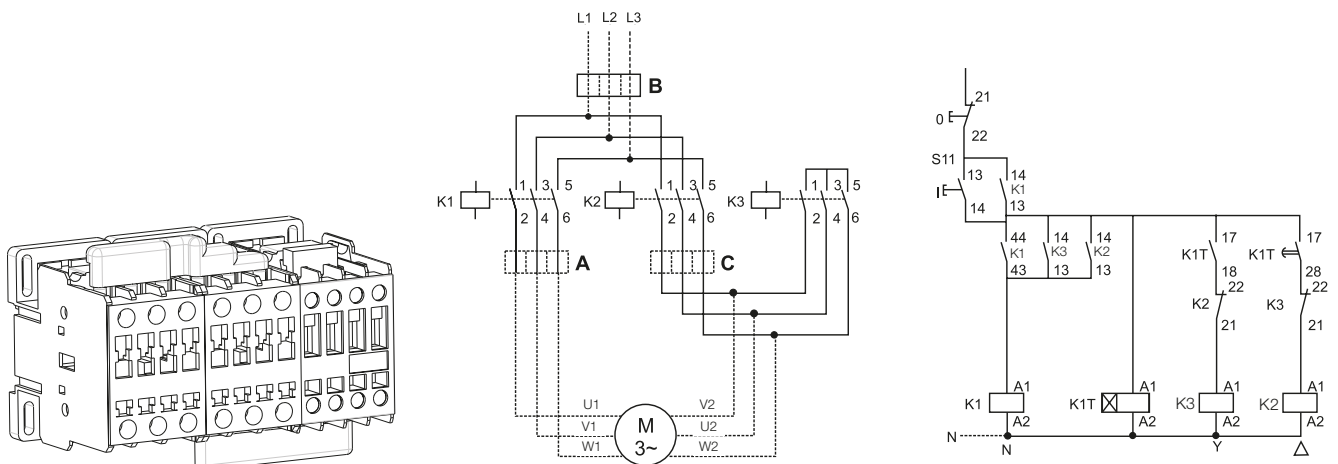 L1 L2 L3
B
K1 1 3 5 K2 1 3 5 K3 1 3 5
2 4 6 2 4 6 2 4 6
A C
U1 V2
V1 M U2
W1 3~ W2
21
0
22
S11
13 14
I K1
14 13
44 14 14 17 17
K1 K3 K2 K1T K1T
43 13 13 18 28
22 22
K2 K3
21 21
A1 A1 A1 A1
K1 K1T K3 K2
A2 A2 A2 A2
N N Y △